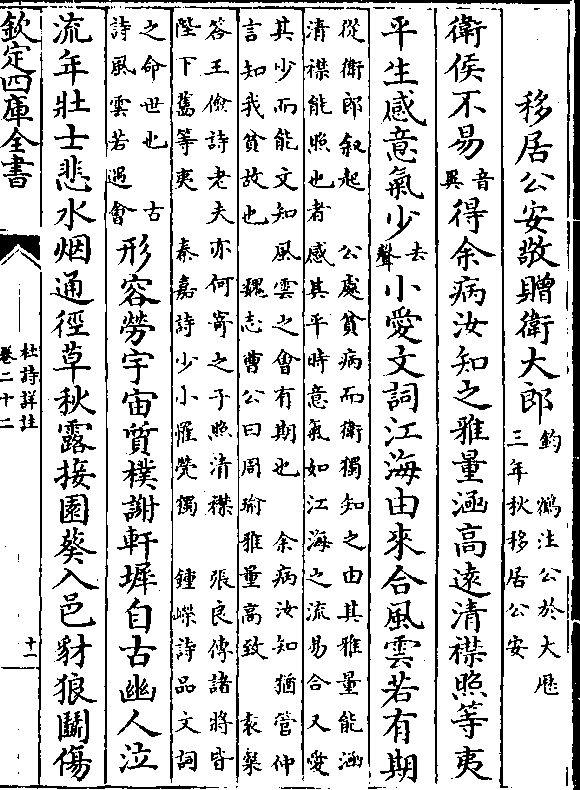 移居公安敬贈衛大郎鈞鶴注公於大厯
三年秋移居公安
衛侯不易音異得余病汝知之雅量涵高遠清襟照等夷
平生感意氣少去聲小愛文詞江海由來合風雲若有期
從衛郎叙起　公處貧病而衛獨知之由其雅量能涵
清襟能照也者感其平時意氣如江海之流易合又愛
其少而能文知風雲之會有期也　余病汝知猶管仲
言知我貧故也　魏志曹公曰周瑜雅量高致　袁粲
答王儉詩老夫亦何寄之子照清襟　張良傳諸將皆
陛下舊等夷　秦嘉詩少小罹煢獨　鍾嶸詩品文詞
之命世也　古
詩風雲若遇會
形容勞宇宙質樸謝軒墀自古幽人泣
流年壯士悲水烟通徑草秋露接園葵入邑豺狼鬭傷
欽定四庫全書
杜詩詳註
卷二十二
十一